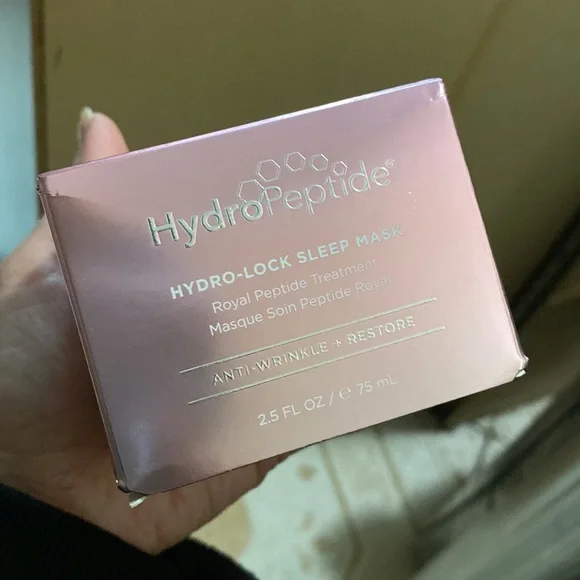 HydroPeptide®
HYDRO-LOCK SLEEP MASK
Royal Peptide Treatment
Masque Soin Peptide Royal
ANTI-WRINKLE + RESTORE
2.5 FL OZ / ℮ 75 mL